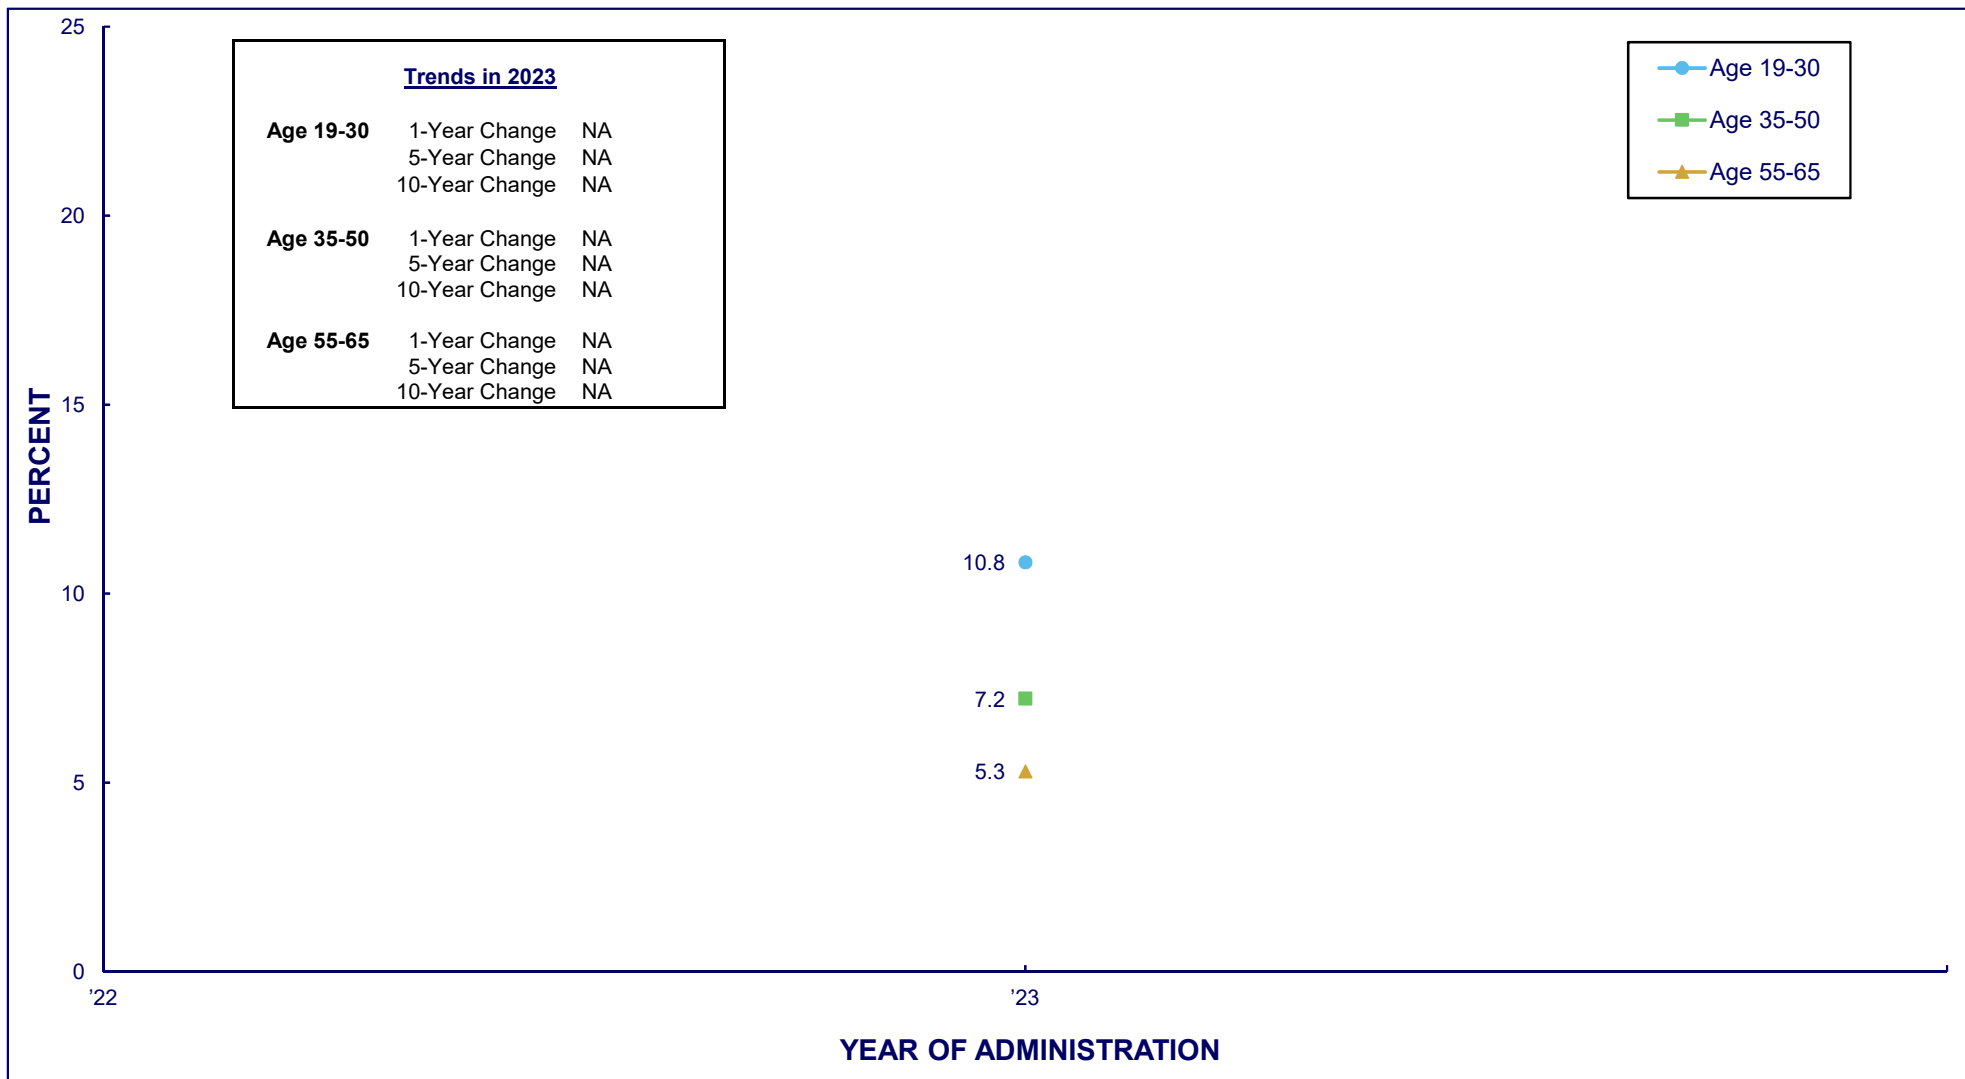 25
20
15
10
5
0
PERCENT
Trends in 2023
Age 19-30 1-Year Change NA
5-Year Change NA
10-Year Change NA
Age 35-50 1-Year Change NA
5-Year Change NA
10-Year Change NA
Age 55-65 1-Year Change NA
5-Year Change NA
10-Year Change NA
Age 19-30
Age 35-50
Age 55-65
10.8
7.2
5.3
’22 ’23
YEAR OF ADMINISTRATION